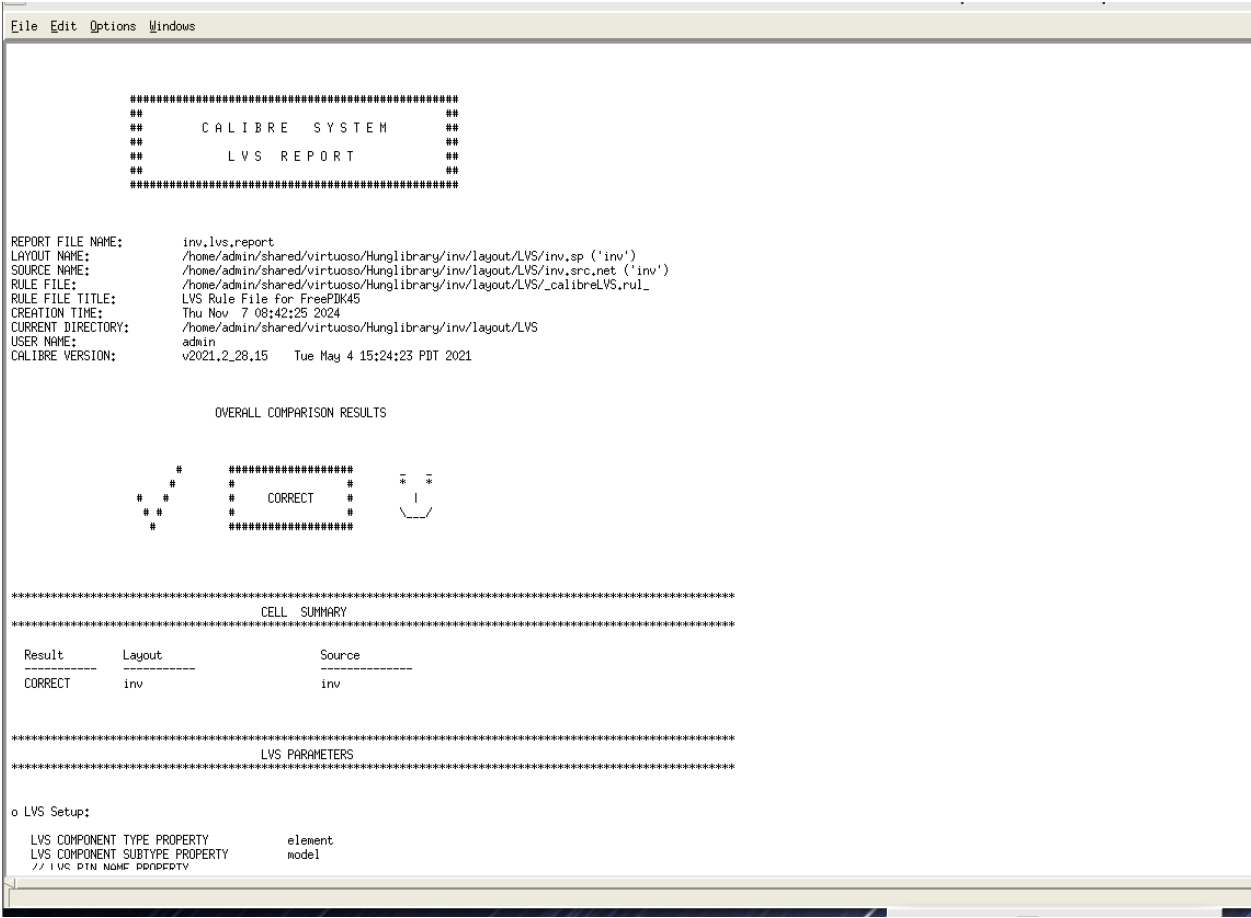 File Edit Options Windows
##################################################
## ##
## C A L I B R E S Y S T E M ##
## ##
## L V S R E P O R T ##
## ##
##################################################
REPORT FILE NAME: inv.lvs.report
LAYOUT NAME: /home/admin/shared/virtuoso/Hunglibrary/inv/layout/LVS/inv.sp ('inv')
SOURCE NAME: /home/admin/shared/virtuoso/Hunglibrary/inv/layout/LVS/inv.src.net ('inv')
RULE FILE: /home/admin/shared/virtuoso/Hunglibrary/inv/layout/LVS/_calibreLVS.rul_
RULE FILE TITLE: LVS Rule File for FreePDK45
CREATION TIME: Thu Nov 7 08:42:25 2024
CURRENT DIRECTORY: /home/admin/shared/virtuoso/Hunglibrary/inv/layout/LVS
USER NAME: admin
CALIBRE VERSION: v2021.2_28.15 Tue May 4 15:24:23 PDT 2021
OVERALL COMPARISON RESULTS
# ################### _ _
# # # * *
# # # CORRECT # |
# # # # \___/
# ###################
**************************************************************************************************************
CELL SUMMARY
**************************************************************************************************************
Result Layout Source
----------- ----------- --------------
CORRECT inv inv
**************************************************************************************************************
LVS PARAMETERS
**************************************************************************************************************
o LVS Setup:
LVS COMPONENT TYPE PROPERTY element
LVS COMPONENT SUBTYPE PROPERTY model
// LVS PIN NAME PROPERTY